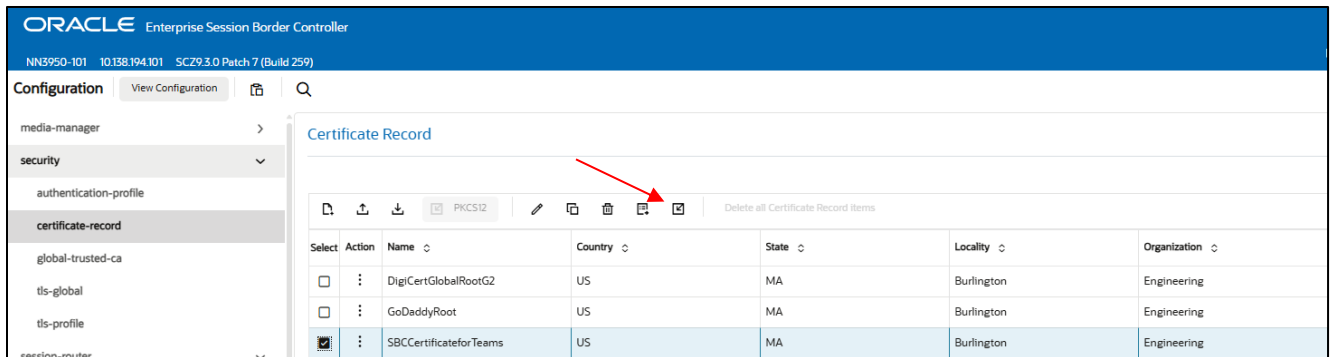 ORACLE Enterprise Session Border Controller
NN3950-101 10.138.194.101 SCZ9.3.0 Patch 7 (Build 259)
Configuration View Configuration
media-manager
security
authentication-profile
certificate-record
global-trusted-ca
tls-global
tls-profile
session-router
Certificate Record
PKCS12 Delete all Certificate Record items
Select Action Name Country State Locality Organization
DigiCertGlobalRootG2 US MA Burlington Engineering
GoDaddyRoot US MA Burlington Engineering
SBCCertificateforTeams US MA Burlington Engineering